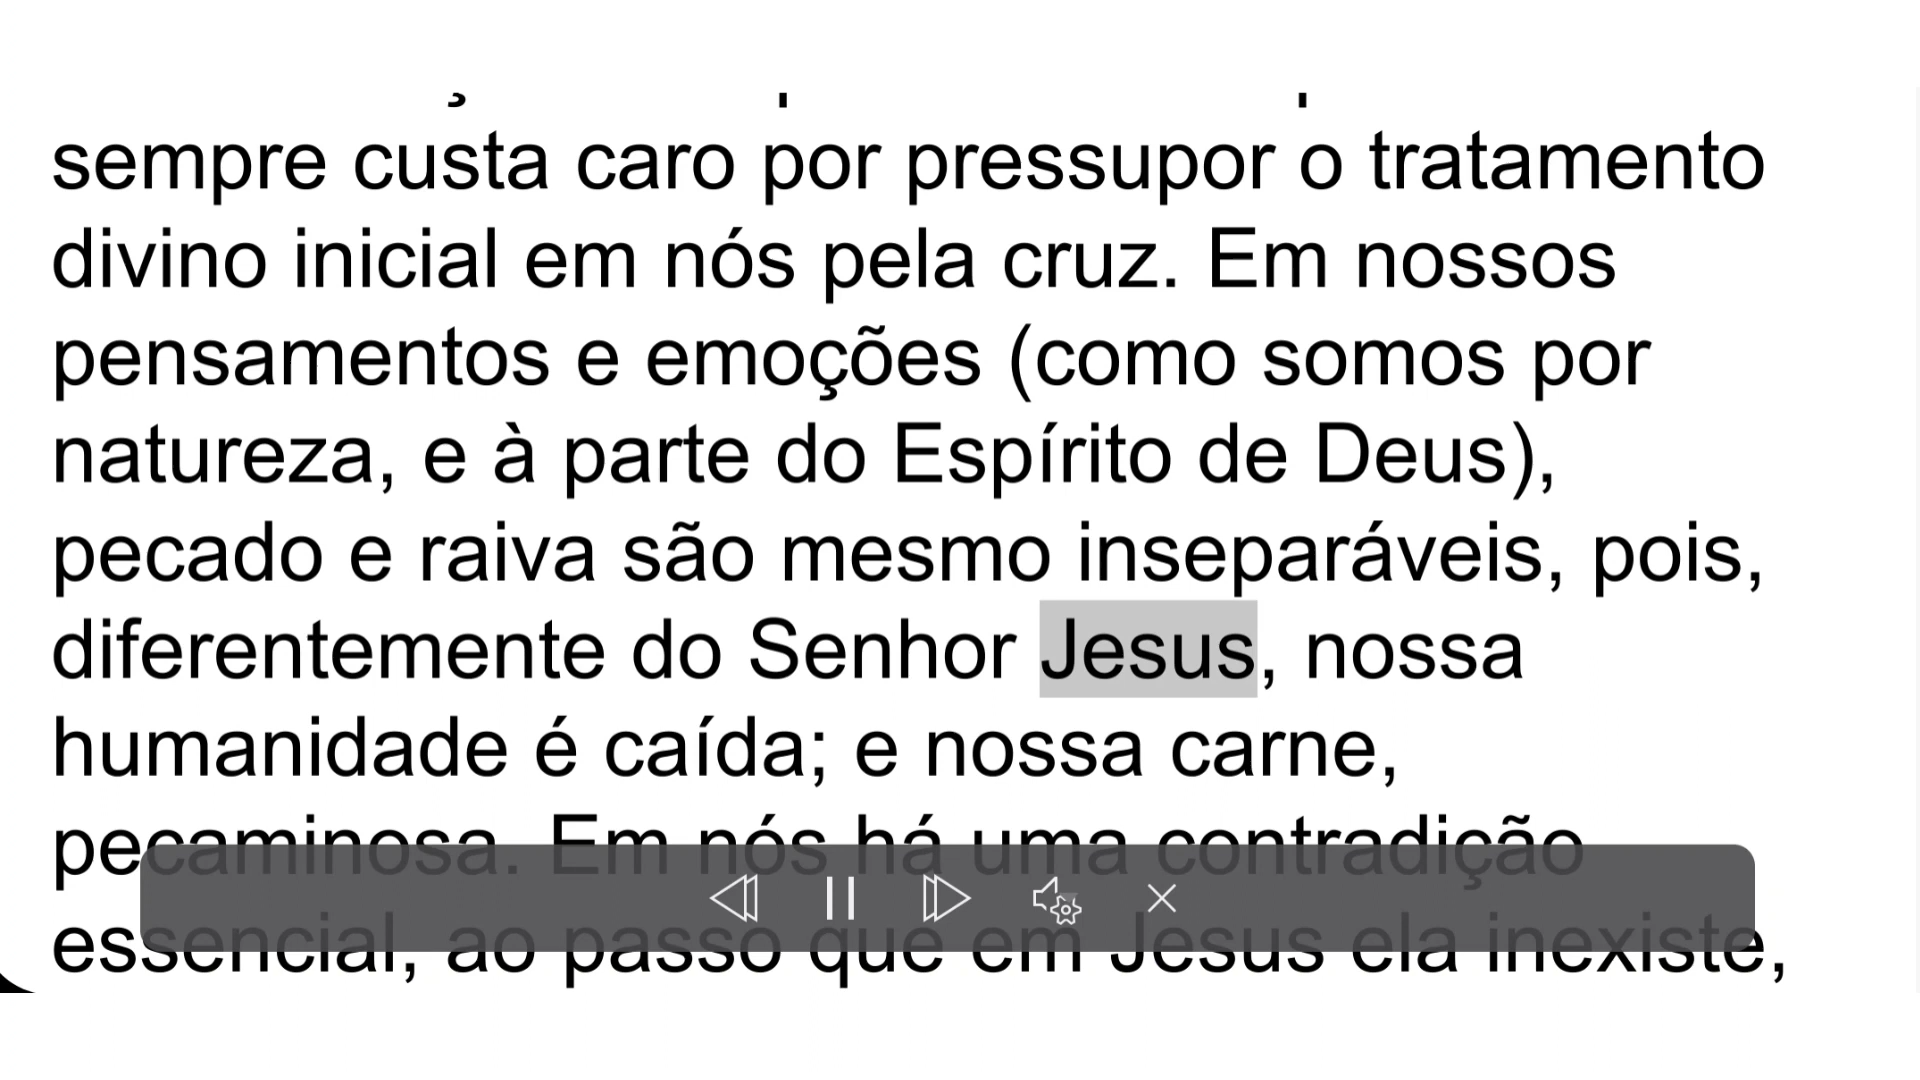 sempre custa caro por pressupor o tratamento
divino inicial em nós pela cruz. Em nossos
pensamentos e emoções (como somos por
natureza, e à parte do Espírito de Deus),
pecado e raiva são mesmo inseparáveis, pois,
diferentemente do Senhor Jesus, nossa
humanidade é caída; e nossa carne,
pecaminosa. Em nós há uma contradição
essencial, ao passo que em Jesus ela inexiste,